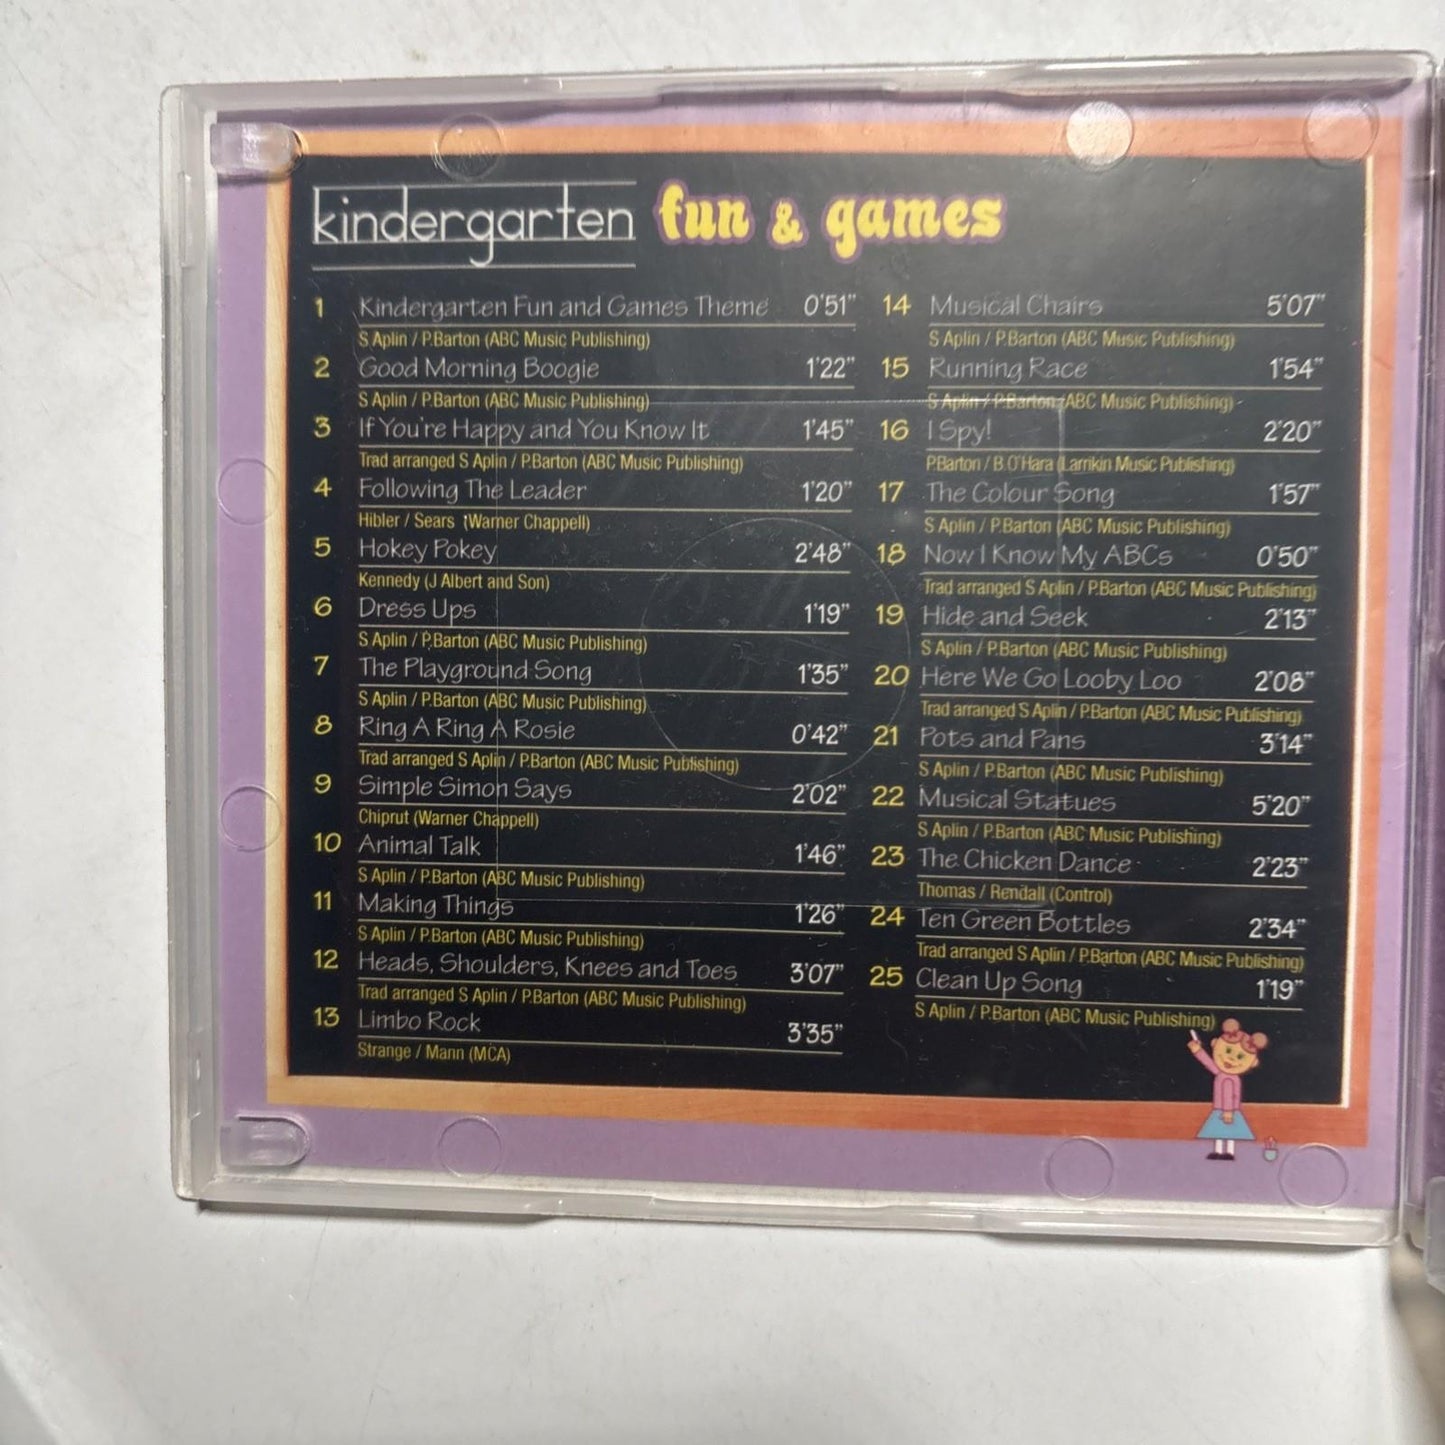 kindergarten fun & games
1 Kindergarten Fun and Games Theme 0'51"
S Aplin / P.Barton (ABC Music Publishing)
2 Good Morning Boogie 1'22"
S Aplin / P.Barton (ABC Music Publishing)
3 If You're Happy and You Know It 1'45"
Trad arranged S Aplin / P.Barton (ABC Music Publishing)
4 Following The Leader 1'20"
Hibler / Sears (Warner Chappell)
5 Hokey Pokey 2'48"
Kennedy (J Albert and Son)
6 Dress Ups 1'19"
S Aplin / P.Barton (ABC Music Publishing)
7 The Playground Song 1'35"
S Aplin / P.Barton (ABC Music Publishing)
8 Ring A Ring A Rosie 0'42"
Trad arranged S Aplin / P.Barton (ABC Music Publishing)
9 Simple Simon Says 2'02"
Chiprut (Warner Chappell)
10 Animal Talk 1'46"
S Aplin / P.Barton (ABC Music Publishing)
11 Making Things 1'26"
S Aplin / P.Barton (ABC Music Publishing)
12 Heads, Shoulders, Knees and Toes 3'07"
Trad arranged S Aplin / P.Barton (ABC Music Publishing)
13 Limbo Rock 3'35"
Strange / Mann (MCA)
14 Musical Chairs 5'07"
S Aplin / P.Barton (ABC Music Publishing)
15 Running Race 1'54"
S Aplin / P.Barton (ABC Music Publishing)
16 I Spy! 2'20"
P.Barton / B.O'Hara (Larrikin Music Publishing)
17 The Colour Song 1'57"
S Aplin / P.Barton (ABC Music Publishing)
18 Now I Know My ABCs 0'50"
Trad arranged S Aplin / P.Barton (ABC Music Publishing)
19 Hide and Seek 2'13"
S Aplin / P.Barton (ABC Music Publishing)
20 Here We Go Looby Loo 2'08"
Trad arranged S Aplin / P.Barton (ABC Music Publishing)
21 Pots and Pans 3'14"
S Aplin / P.Barton (ABC Music Publishing)
22 Musical Statues 5'20"
S Aplin / P.Barton (ABC Music Publishing)
23 The Chicken Dance 2'23"
Thomas / Rendall (Control)
24 Ten Green Bottles 2'34"
Trad arranged S Aplin / P.Barton (ABC Music Publishing)
25 Clean Up Song 1'19"
S Aplin / P.Barton (ABC Music Publishing)